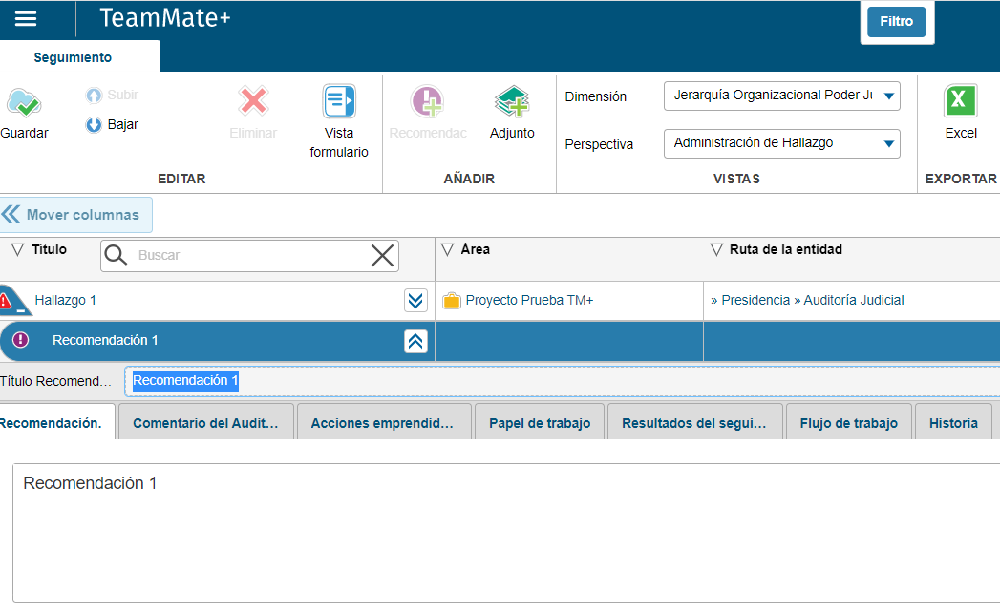 TeamMate+
Filtro
Seguimiento
Guardar
Subir
Bajar
Eliminar
Vista
formulario
EDITAR
Recomendac
Adjunto
AÑADIR
Dimensión
Jerarquía Organizacional Poder Ju
Perspectiva
Administración de Hallazgo
VISTAS
Excel
EXPORTAR
Mover columnas
Título
Buscar
Área
Ruta de la entidad
Hallazgo 1
Proyecto Prueba TM+
» Presidencia » Auditoría Judicial
Recomendación 1
Título Recomend...
Recomendación 1
Recomendación.
Comentario del Audit...
Acciones emprendid...
Papel de trabajo
Resultados del segui...
Flujo de trabajo
Historia
Recomendación 1